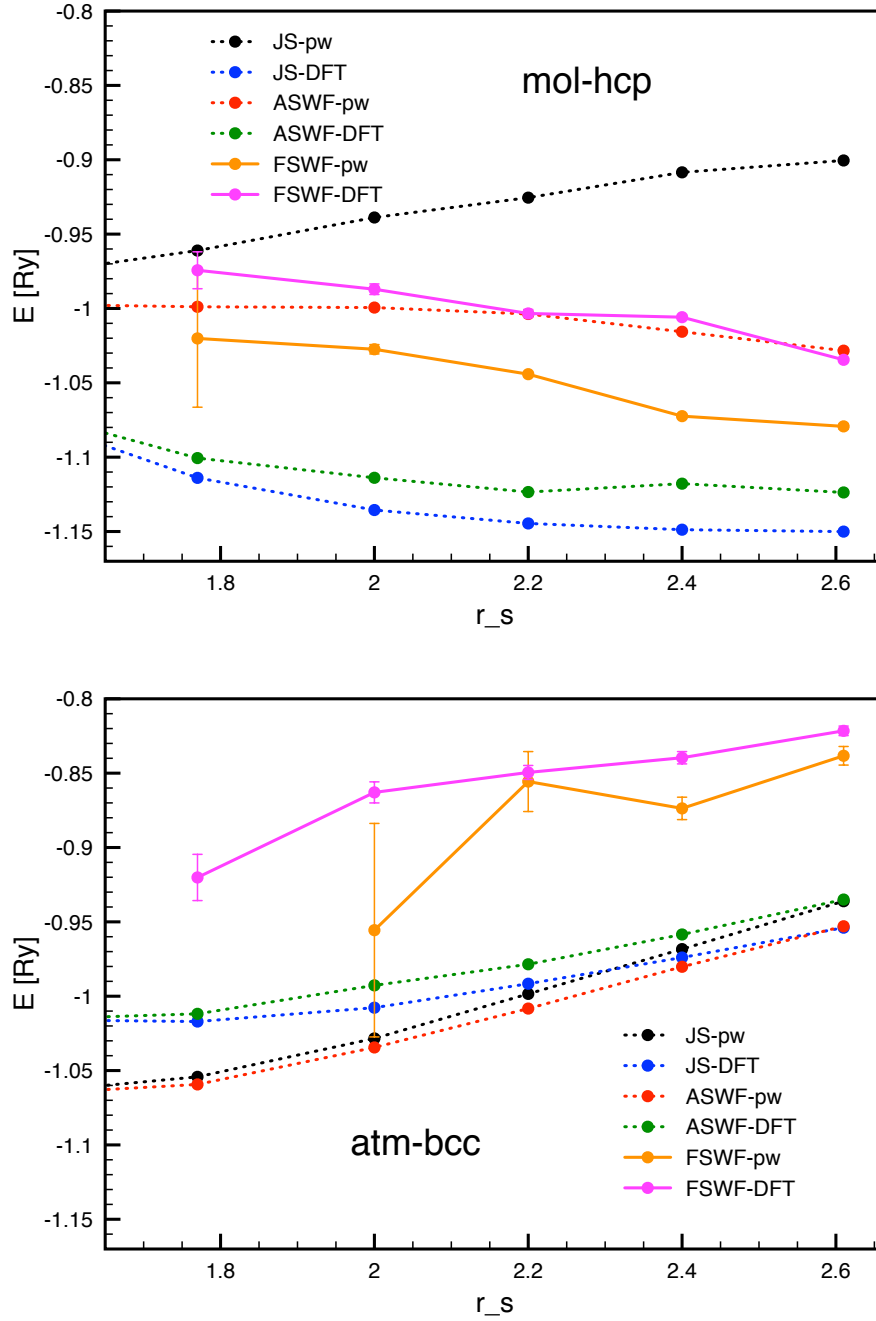 -0.8
-0.85
-0.9
-0.95
-1
-1.05
-1.1
-1.15
E [Ry]
JS-pw
JS-DFT
ASWF-pw
ASWF-DFT
FSWF-pw
FSWF-DFT
mol-hcp
1.8 2 2.2 2.4 2.6
r_s
-0.8
-0.85
-0.9
-0.95
-1
-1.05
-1.1
-1.15
E [Ry]
JS-pw
JS-DFT
ASWF-pw
ASWF-DFT
FSWF-pw
FSWF-DFT
atm-bcc
1.8 2 2.2 2.4 2.6
r_s